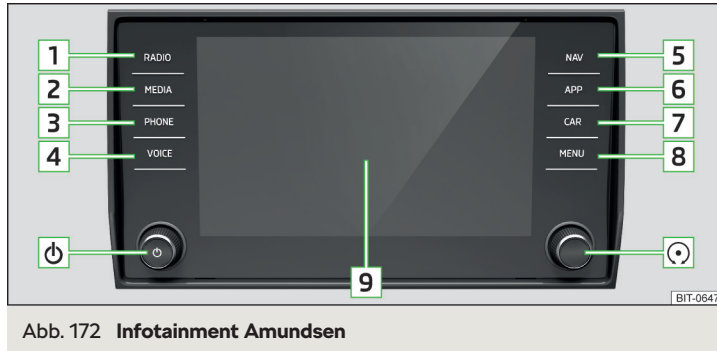 1 RADIO NAV 5
2 MEDIA APP 6
3 PHONE CAR 7
4 VOICE MENU 8
9
BIT-0647
Abb. 172 Infotainment Amundsen